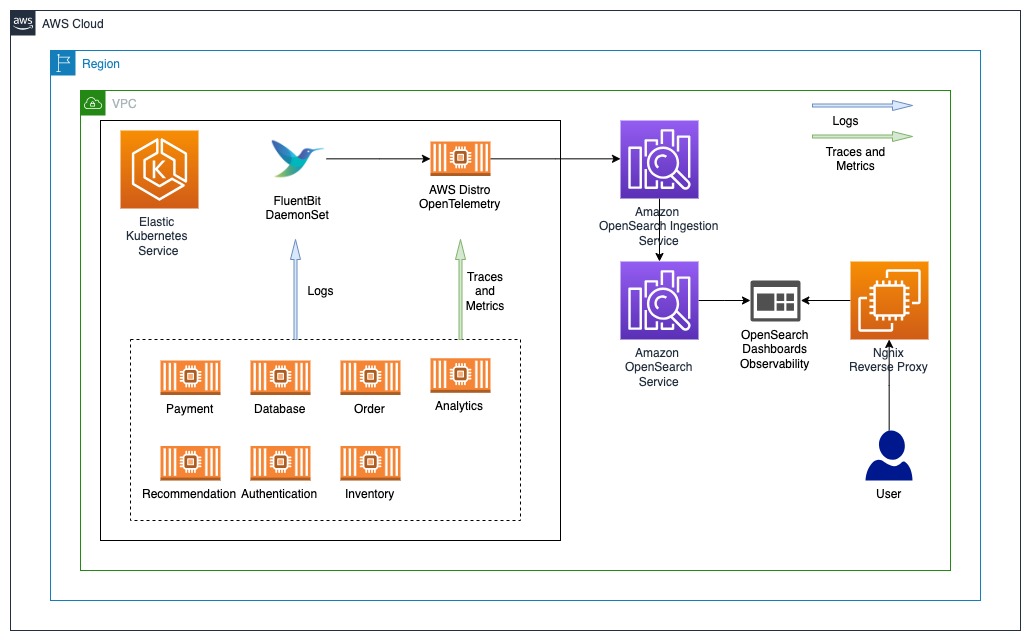 aws
AWS Cloud
Region
VPC
Logs
Traces and
Metrics
Elastic
Kubernetes
Service
K
FluentBit
DaemonSet
AWS Distro
OpenTelemetry
Amazon
OpenSearch Ingestion
Service
Logs
Traces
and
Metrics
Amazon
OpenSearch
Service
OpenSearch
Dashboards
Observability
Ngnix
Reverse Proxy
Payment
Database
Order
Analytics
Recommendation
Authentication
Inventory
User